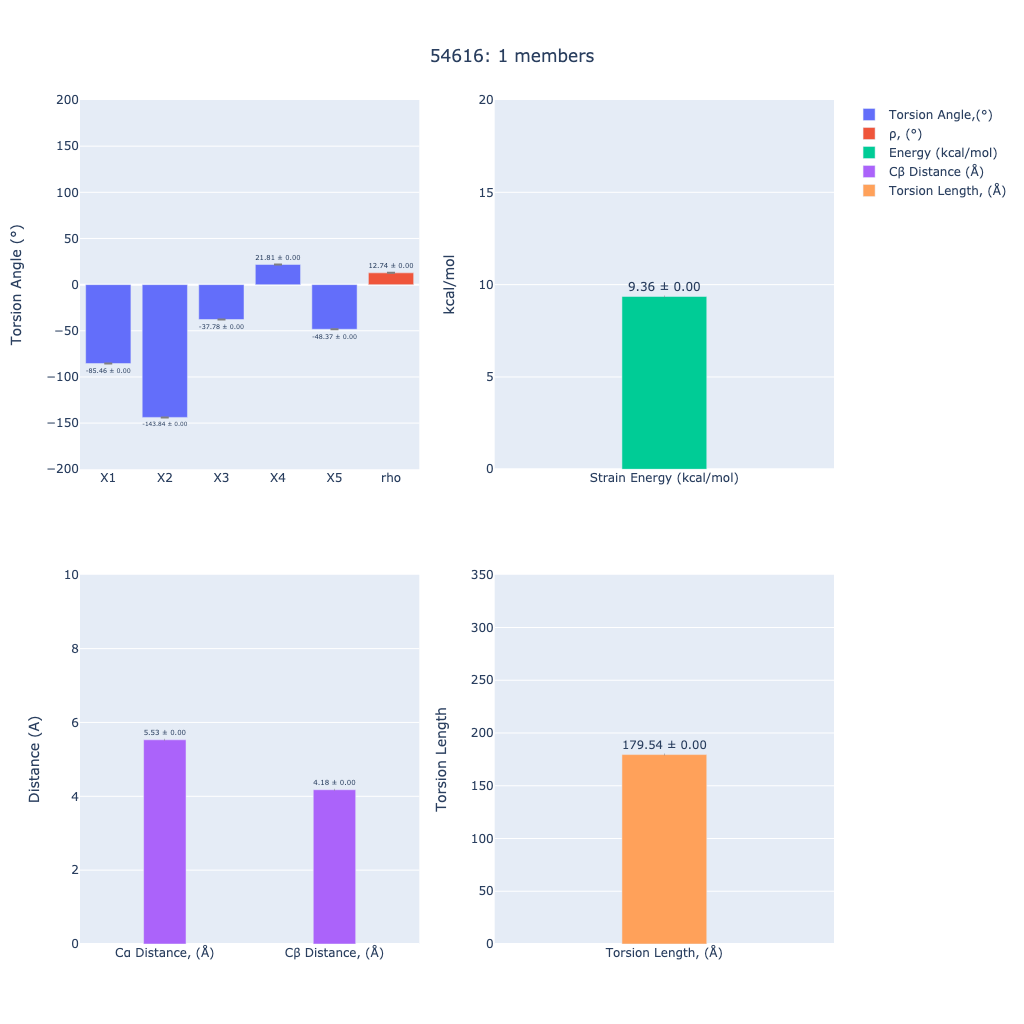 54616: 1 members
Torsion Angle (°)
200
150
100
50
0
−50
−100
−150
−200
-85.46 ± 0.00
-143.84 ± 0.00
-37.78 ± 0.00
21.81 ± 0.00
-48.37 ± 0.00
12.74 ± 0.00
X1 X2 X3 X4 X5 rho
kcal/mol
20
15
10
5
0
9.36 ± 0.00
Strain Energy (kcal/mol)
Torsion Angle,(°)
ρ, (°)
Energy (kcal/mol)
Cβ Distance (Å)
Torsion Length, (Å)
Distance (A)
10
8
6
4
2
0
5.53 ± 0.00
4.18 ± 0.00
Cα Distance, (Å) Cβ Distance, (Å)
Torsion Length
350
300
250
200
150
100
50
0
179.54 ± 0.00
Torsion Length, (Å)